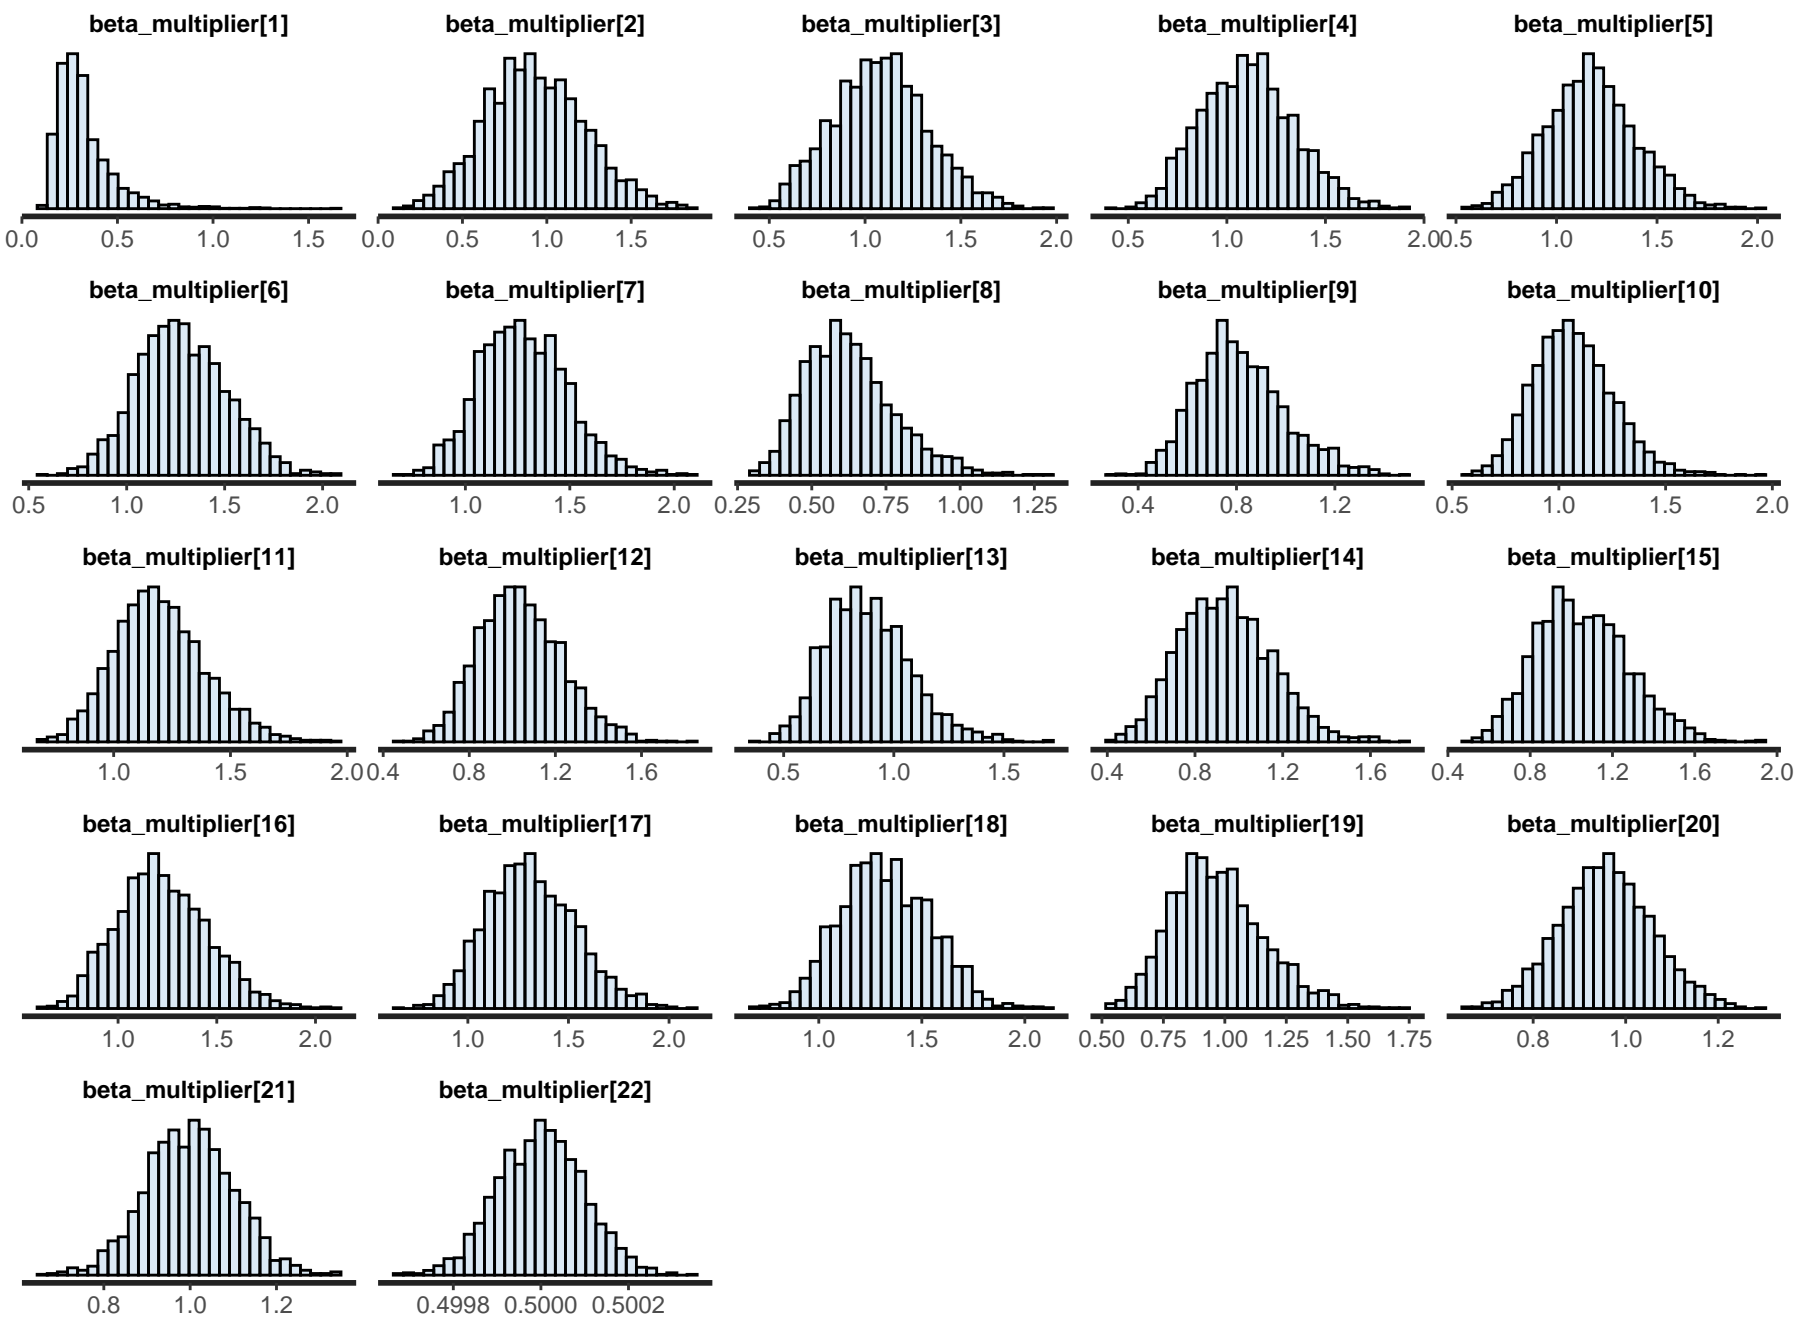 beta_multiplier[1] beta_multiplier[2] beta_multiplier[3] beta_multiplier[4] beta_multiplier[5]
0.0 0.5 1.0 1.5 0.0 0.5 1.0 1.5 0.5 1.0 1.5 2.0 0.5 1.0 1.5 2.0 0.5 1.0 1.5 2.0
beta_multiplier[6] beta_multiplier[7] beta_multiplier[8] beta_multiplier[9] beta_multiplier[10]
0.5 1.0 1.5 2.0 1.0 1.5 2.0 0.25 0.50 0.75 1.00 1.25 0.4 0.8 1.2 0.5 1.0 1.5 2.0
beta_multiplier[11] beta_multiplier[12] beta_multiplier[13] beta_multiplier[14] beta_multiplier[15]
1.0 1.5 2.0 0.4 0.8 1.2 1.6 0.5 1.0 1.5 0.4 0.8 1.2 1.6 0.4 0.8 1.2 1.6 2.0
beta_multiplier[16] beta_multiplier[17] beta_multiplier[18] beta_multiplier[19] beta_multiplier[20]
1.0 1.5 2.0 1.0 1.5 2.0 1.0 1.5 2.0 0.50 0.75 1.00 1.25 1.50 1.75 0.8 1.0 1.2
beta_multiplier[21] beta_multiplier[22]
0.8 1.0 1.2 0.4998 0.5000 0.5002